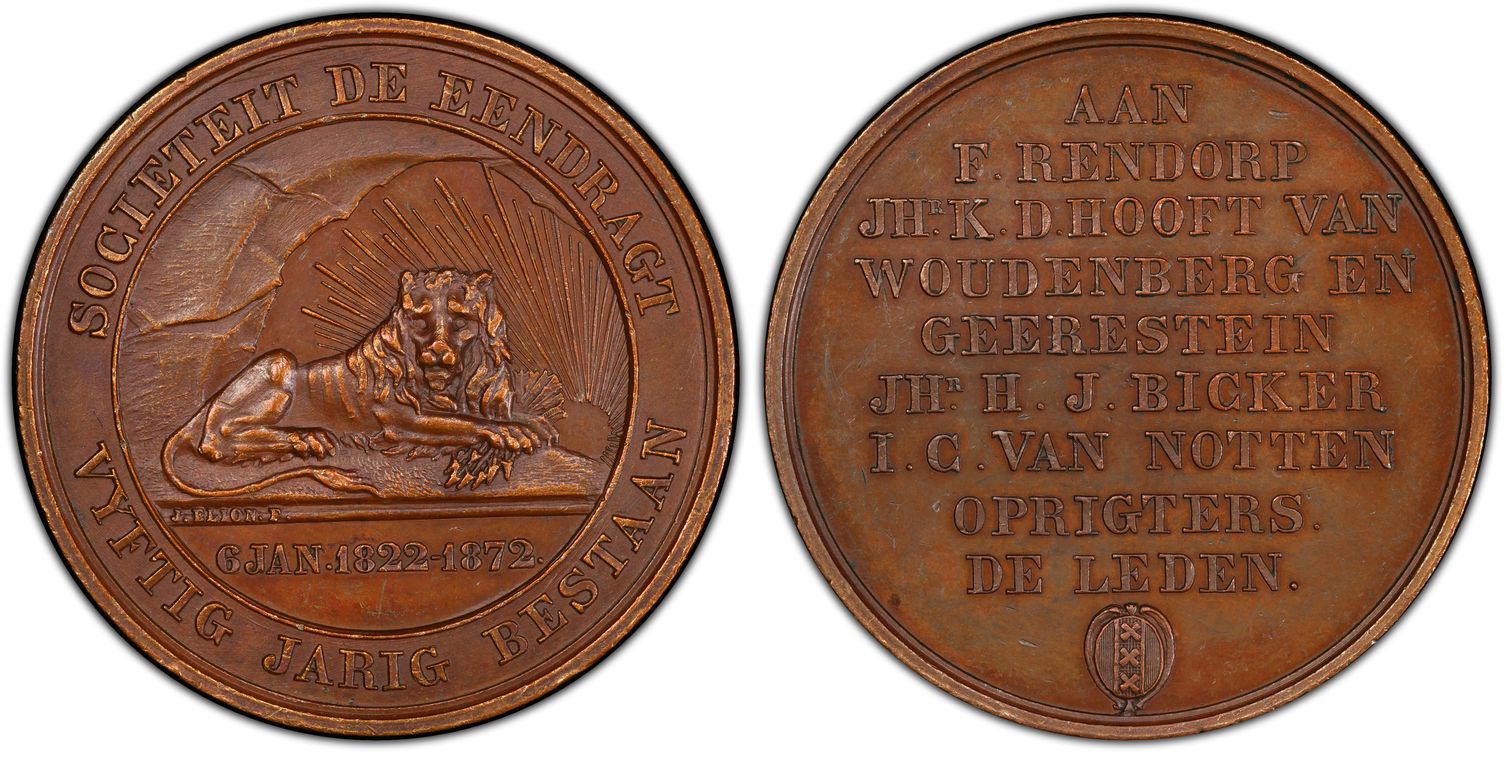 SOCIETEIT DE EENDRAGT
VYFTIG JARIG BESTAAN
J. ELION. F.
6 JAN. 1822-1872.
AAN
F. RENDORP
JHR. K. D. HOOFT VAN
WOUDENBERG EN
GEERESTEIN
JHR. H. J. BICKER
I. C. VAN NOTTEN
OPRIGTERS.
DE LEDEN.